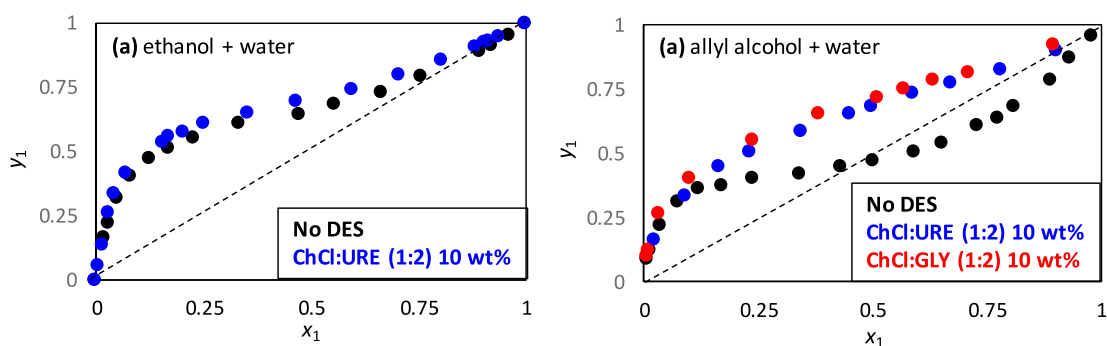 (a) ethanol + water
1
0.75
0.5
0.25
0
y1
No DES
ChCl:URE (1:2) 10 wt%
0
0.25
0.5
0.75
1
x1
(a) allyl alcohol + water
1
0.75
0.5
0.25
0
y1
No DES
ChCl:URE (1:2) 10 wt%
ChCl:GLY (1:2) 10 wt%
0
0.25
0.5
0.75
1
x1